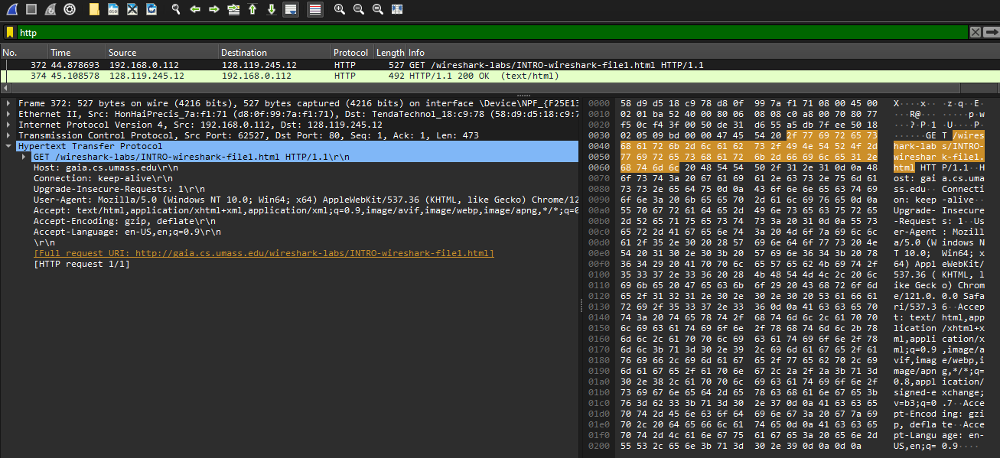 http
No. Time Source Destination Protocol Length Info
372 44.878693 192.168.0.112 128.119.245.12 HTTP 527 GET /wireshark-labs/INTRO-wireshark-file1.html HTTP/1.1
374 45.108578 128.119.245.12 192.168.0.112 HTTP 492 HTTP/1.1 200 OK (text/html)
Frame 372: 527 bytes on wire (4216 bits), 527 bytes captured (4216 bits) on interface \Device\NPF_{F25E13
Ethernet II, Src: HonHaiPrecis_7a:f1:71 (d8:0f:99:7a:f1:71), Dst: TendaTechnol_18:c9:78 (58:d9:d5:18:c9:7
Internet Protocol Version 4, Src: 192.168.0.112, Dst: 128.119.245.12
Transmission Control Protocol, Src Port: 62527, Dst Port: 80, Seq: 1, Ack: 1, Len: 473
Hypertext Transfer Protocol
GET /wireshark-labs/INTRO-wireshark-file1.html HTTP/1.1\r\n
Host: gaia.cs.umass.edu\r\n
Connection: keep-alive\r\n
Upgrade-Insecure-Requests: 1\r\n
User-Agent: Mozilla/5.0 (Windows NT 10.0; Win64; x64) AppleWebKit/537.36 (KHTML, like Gecko) Chrome/12
Accept: text/html,application/xhtml+xml,application/xml;q=0.9,image/avif,image/webp,image/apng,*/*;q=0
Accept-Encoding: gzip, deflate\r\n
Accept-Language: en-US,en;q=0.9\r\n
\r\n
[Full request URI: http://gaia.cs.umass.edu/wireshark-labs/INTRO-wireshark-file1.html]
[HTTP request 1/1]
0000 58 d9 d5 18 c9 78 d8 0f 99 7a f1 71 08 00 45 00 X····x·· ·z·q··E·
0010 02 01 ba 52 40 00 80 06 08 08 c0 a8 00 70 80 77 ···R@··· ·····p·w
0020 f5 0c f4 3f 00 50 de 31 d6 55 a5 db 7f ee 50 18 ···?·P·1 ·U····P·
0030 02 05 09 bd 00 00 47 45 54 20 2f 77 69 72 65 73 ······GE T /wires
0040 68 61 72 6b 2d 6c 61 62 73 2f 49 4e 54 52 4f 2d hark-lab s/INTRO-
0050 77 69 72 65 73 68 61 72 6b 2d 66 69 6c 65 31 2e wireshar k-file1.
0060 68 74 6d 6c 20 48 54 54 50 2f 31 2e 31 0d 0a 48 html HTT P/1.1··H
0070 6f 73 74 3a 20 67 61 69 61 2e 63 73 2e 75 6d 61 ost: gai a.cs.uma
0080 73 73 2e 65 64 75 0d 0a 43 6f 6e 6e 65 63 74 69 ss.edu·· Connecti
0090 6f 6e 3a 20 6b 65 65 70 2d 61 6c 69 76 65 0d 0a on: keep -alive··
00a0 55 70 67 72 61 64 65 2d 49 6e 73 65 63 75 72 65 Upgrade- Insecure
00b0 2d 52 65 71 75 65 73 74 73 3a 20 31 0d 0a 55 73 -Request s: 1··Us
00c0 65 72 2d 41 67 65 6e 74 3a 20 4d 6f 7a 69 6c 6c er-Agent : Mozill
00d0 61 2f 35 2e 30 20 28 57 69 6e 64 6f 77 73 20 4e a/5.0 (W indows N
00e0 54 20 31 30 2e 30 3b 20 57 69 6e 36 34 3b 20 78 T 10.0; Win64; x
00f0 36 34 29 20 41 70 70 6c 65 57 65 62 4b 69 74 2f 64) Appl eWebKit/
0100 35 33 37 2e 33 36 20 28 4b 48 54 4d 4c 2c 20 6c 537.36 ( KHTML, l
0110 69 6b 65 20 47 65 63 6b 6f 29 20 43 68 72 6f 6d ike Geck o) Chrom
0120 65 2f 31 32 31 2e 30 2e 30 2e 30 20 53 61 66 61 e/121.0. 0.0 Safa
0130 72 69 2f 35 33 37 2e 33 36 0d 0a 41 63 63 65 70 ri/537.3 6··Accep
0140 74 3a 20 74 65 78 74 2f 68 74 6d 6c 2c 61 70 70 t: text/ html,app
0150 6c 69 63 61 74 69 6f 6e 2f 78 68 74 6d 6c 2b 78 lication /xhtml+x
0160 6d 6c 2c 61 70 70 6c 69 63 61 74 69 6f 6e 2f 78 ml,appli cation/x
0170 6d 6c 3b 71 3d 30 2e 39 2c 69 6d 61 67 65 2f 61 ml;q=0.9 ,image/a
0180 76 69 66 2c 69 6d 61 67 65 2f 77 65 62 70 2c 69 vif,imag e/webp,i
0190 6d 61 67 65 2f 61 70 6e 67 2c 2a 2f 2a 3b 71 3d mage/apn g,*/*;q=
01a0 30 2e 38 2c 61 70 70 6c 69 63 61 74 69 6f 6e 2f 0.8,appl ication/
01b0 73 69 67 6e 65 64 2d 65 78 63 68 61 6e 67 65 3b signed-e xchange;
01c0 76 3d 62 33 3b 71 3d 30 2e 37 0d 0a 41 63 63 65 v=b3;q=0 .7··Acce
01d0 70 74 2d 45 6e 63 6f 64 69 6e 67 3a 20 67 7a 69 pt-Encod ing: gzi
01e0 70 2c 20 64 65 66 6c 61 74 65 0d 0a 41 63 63 65 p, defla te··Acce
01f0 70 74 2d 4c 61 6e 67 75 61 67 65 3a 20 65 6e 2d pt-Langu age: en-
0200 55 53 2c 65 6e 3b 71 3d 30 2e 39 0d 0a 0d 0a US,en;q= 0.9····